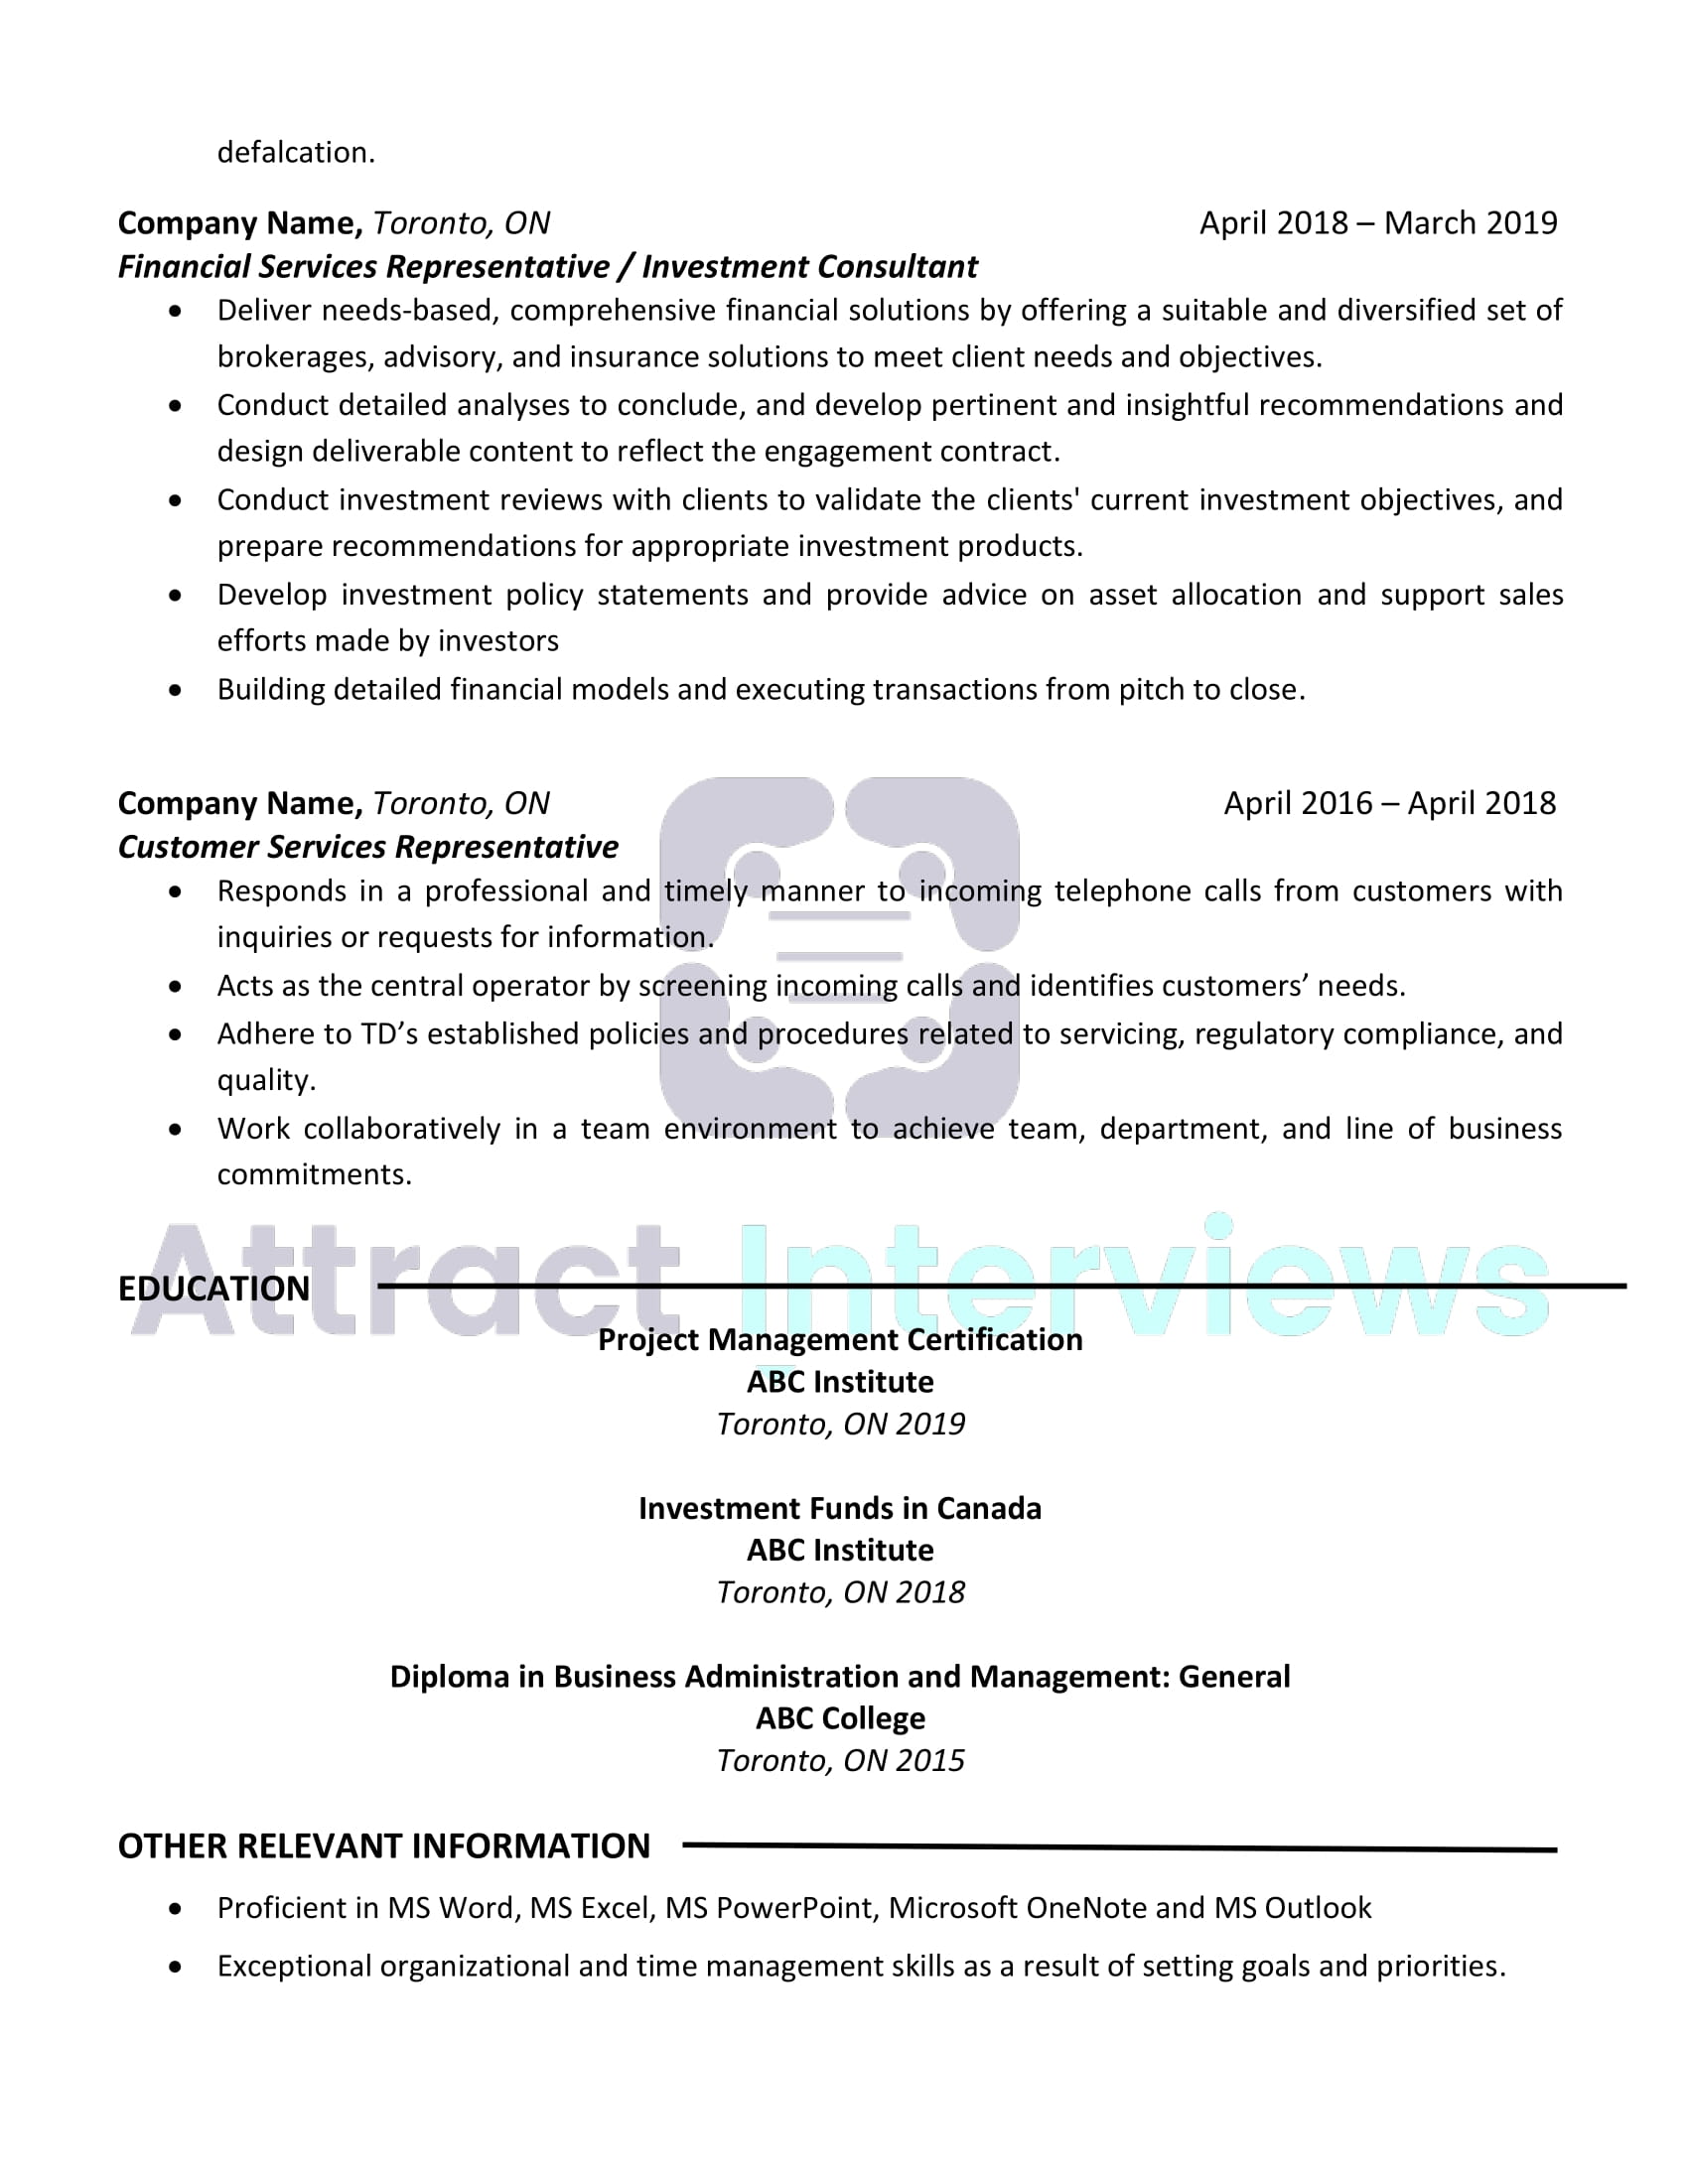 defalcation.
Company Name, Toronto, ON April 2018 – March 2019
Financial Services Representative / Investment Consultant
• Deliver needs-based, comprehensive financial solutions by offering a suitable and diversified set of
brokerages, advisory, and insurance solutions to meet client needs and objectives.
• Conduct detailed analyses to conclude, and develop pertinent and insightful recommendations and
design deliverable content to reflect the engagement contract.
• Conduct investment reviews with clients to validate the clients' current investment objectives, and
prepare recommendations for appropriate investment products.
• Develop investment policy statements and provide advice on asset allocation and support sales
efforts made by investors
• Building detailed financial models and executing transactions from pitch to close.
Company Name, Toronto, ON April 2016 – April 2018
Customer Services Representative
• Responds in a professional and timely manner to incoming telephone calls from customers with
inquiries or requests for information.
• Acts as the central operator by screening incoming calls and identifies customers’ needs.
• Adhere to TD’s established policies and procedures related to servicing, regulatory compliance, and
quality.
• Work collaboratively in a team environment to achieve team, department, and line of business
commitments.
Attract Interviews
EDUCATION
Project Management Certification
ABC Institute
Toronto, ON 2019
Investment Funds in Canada
ABC Institute
Toronto, ON 2018
Diploma in Business Administration and Management: General
ABC College
Toronto, ON 2015
OTHER RELEVANT INFORMATION
• Proficient in MS Word, MS Excel, MS PowerPoint, Microsoft OneNote and MS Outlook
• Exceptional organizational and time management skills as a result of setting goals and priorities.